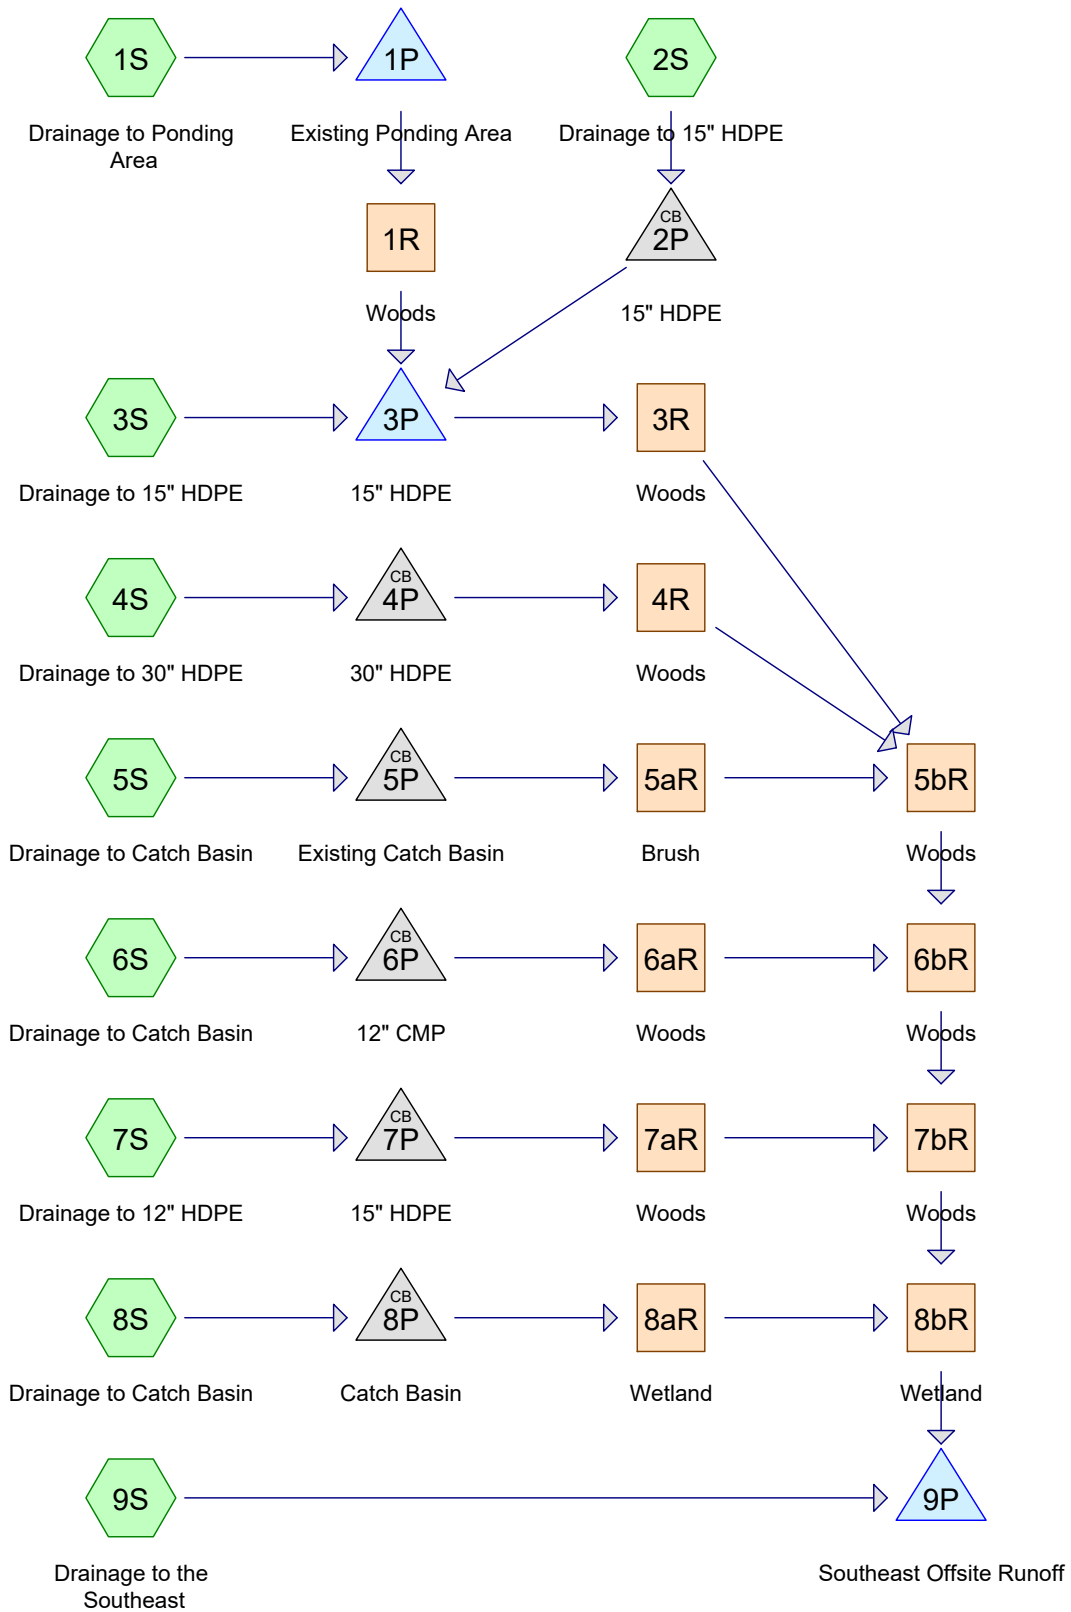 1S
1P
2S
Drainage to Ponding
Area
Existing Ponding Area
Drainage to 15" HDPE
1R
CB
2P
Woods
15" HDPE
3S
3P
3R
Drainage to 15" HDPE
15" HDPE
Woods
4S
CB
4P
4R
Drainage to 30" HDPE
30" HDPE
Woods
5S
CB
5P
5aR
5bR
Drainage to Catch Basin
Existing Catch Basin
Brush
Woods
6S
CB
6P
6aR
6bR
Drainage to Catch Basin
12" CMP
Woods
Woods
7S
CB
7P
7aR
7bR
Drainage to 12" HDPE
15" HDPE
Woods
Woods
8S
CB
8P
8aR
8bR
Drainage to Catch Basin
Catch Basin
Wetland
Wetland
9S
9P
Drainage to the
Southeast
Southeast Offsite Runoff